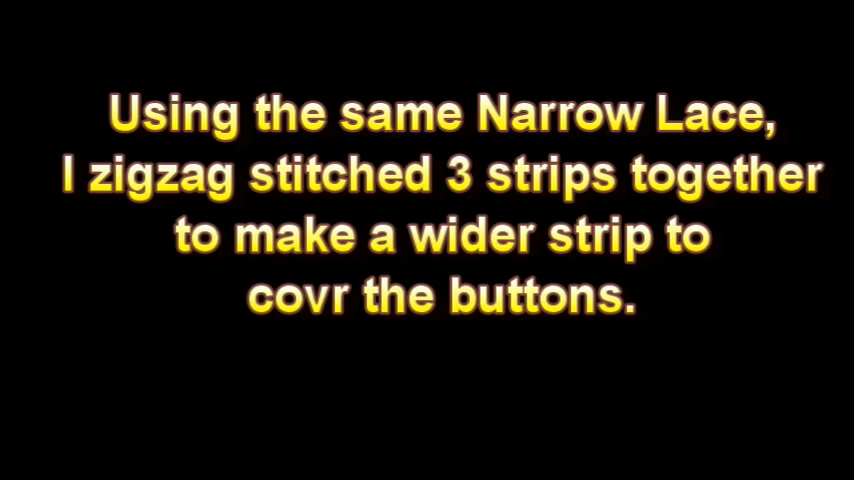 Using the same Narrow Lace,
I zigzag stitched 3 strips together
to make a wider strip to
covr the buttons.